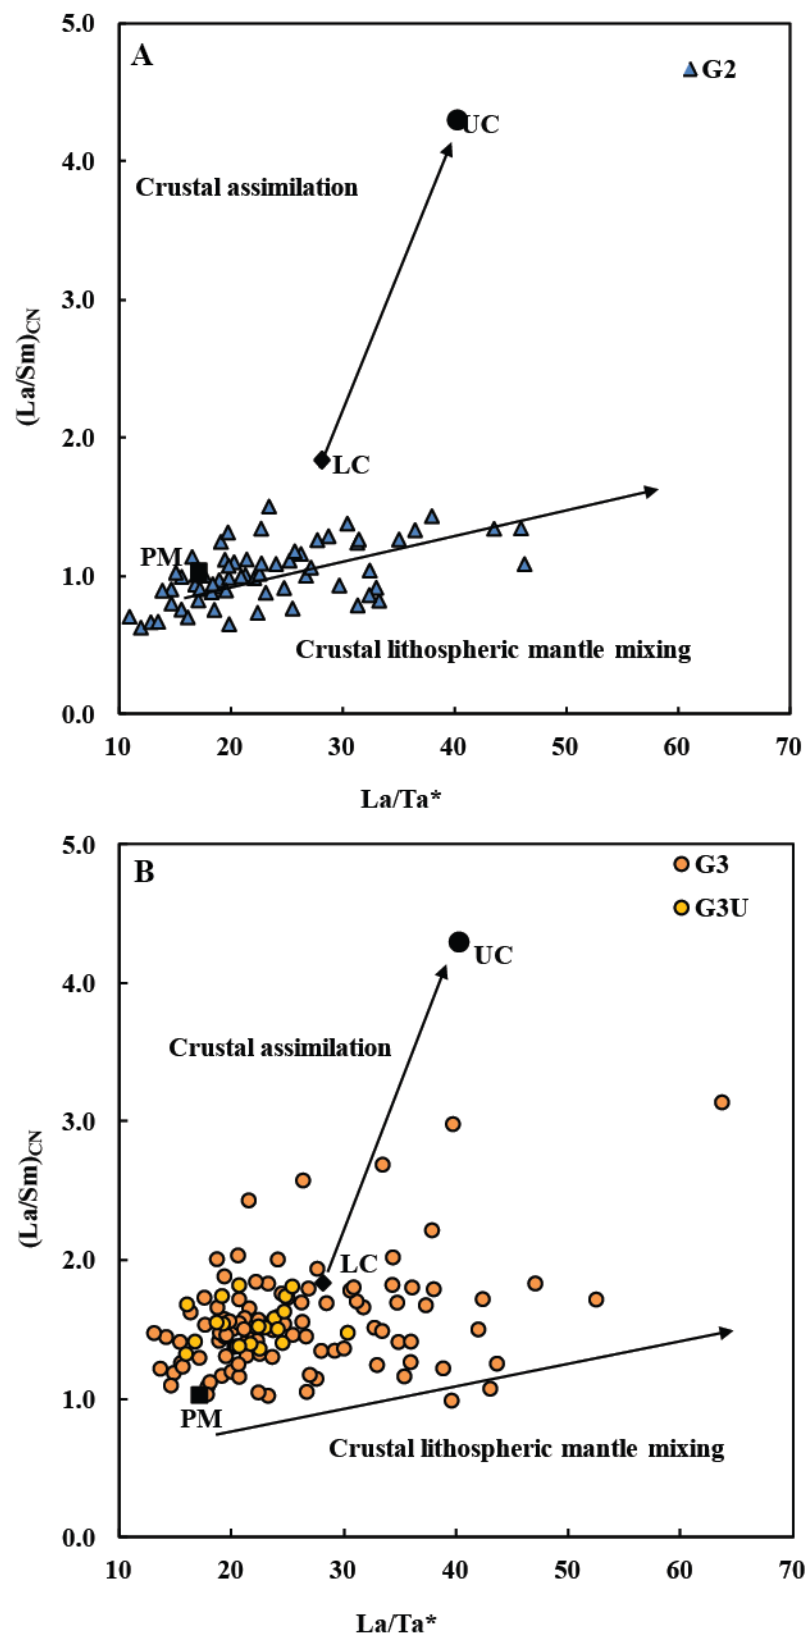 5.0
A
G2
UC
4.0
Crustal assimilation
3.0
(La/Sm)CN
2.0
LC
PM
1.0
Crustal lithospheric mantle mixing
0.0
10 20 30 40 50 60 70
La/Ta*
5.0
B
G3
G3U
UC
4.0
Crustal assimilation
3.0
(La/Sm)CN
2.0
LC
1.0
PM
Crustal lithospheric mantle mixing
0.0
10 20 30 40 50 60 70
La/Ta*